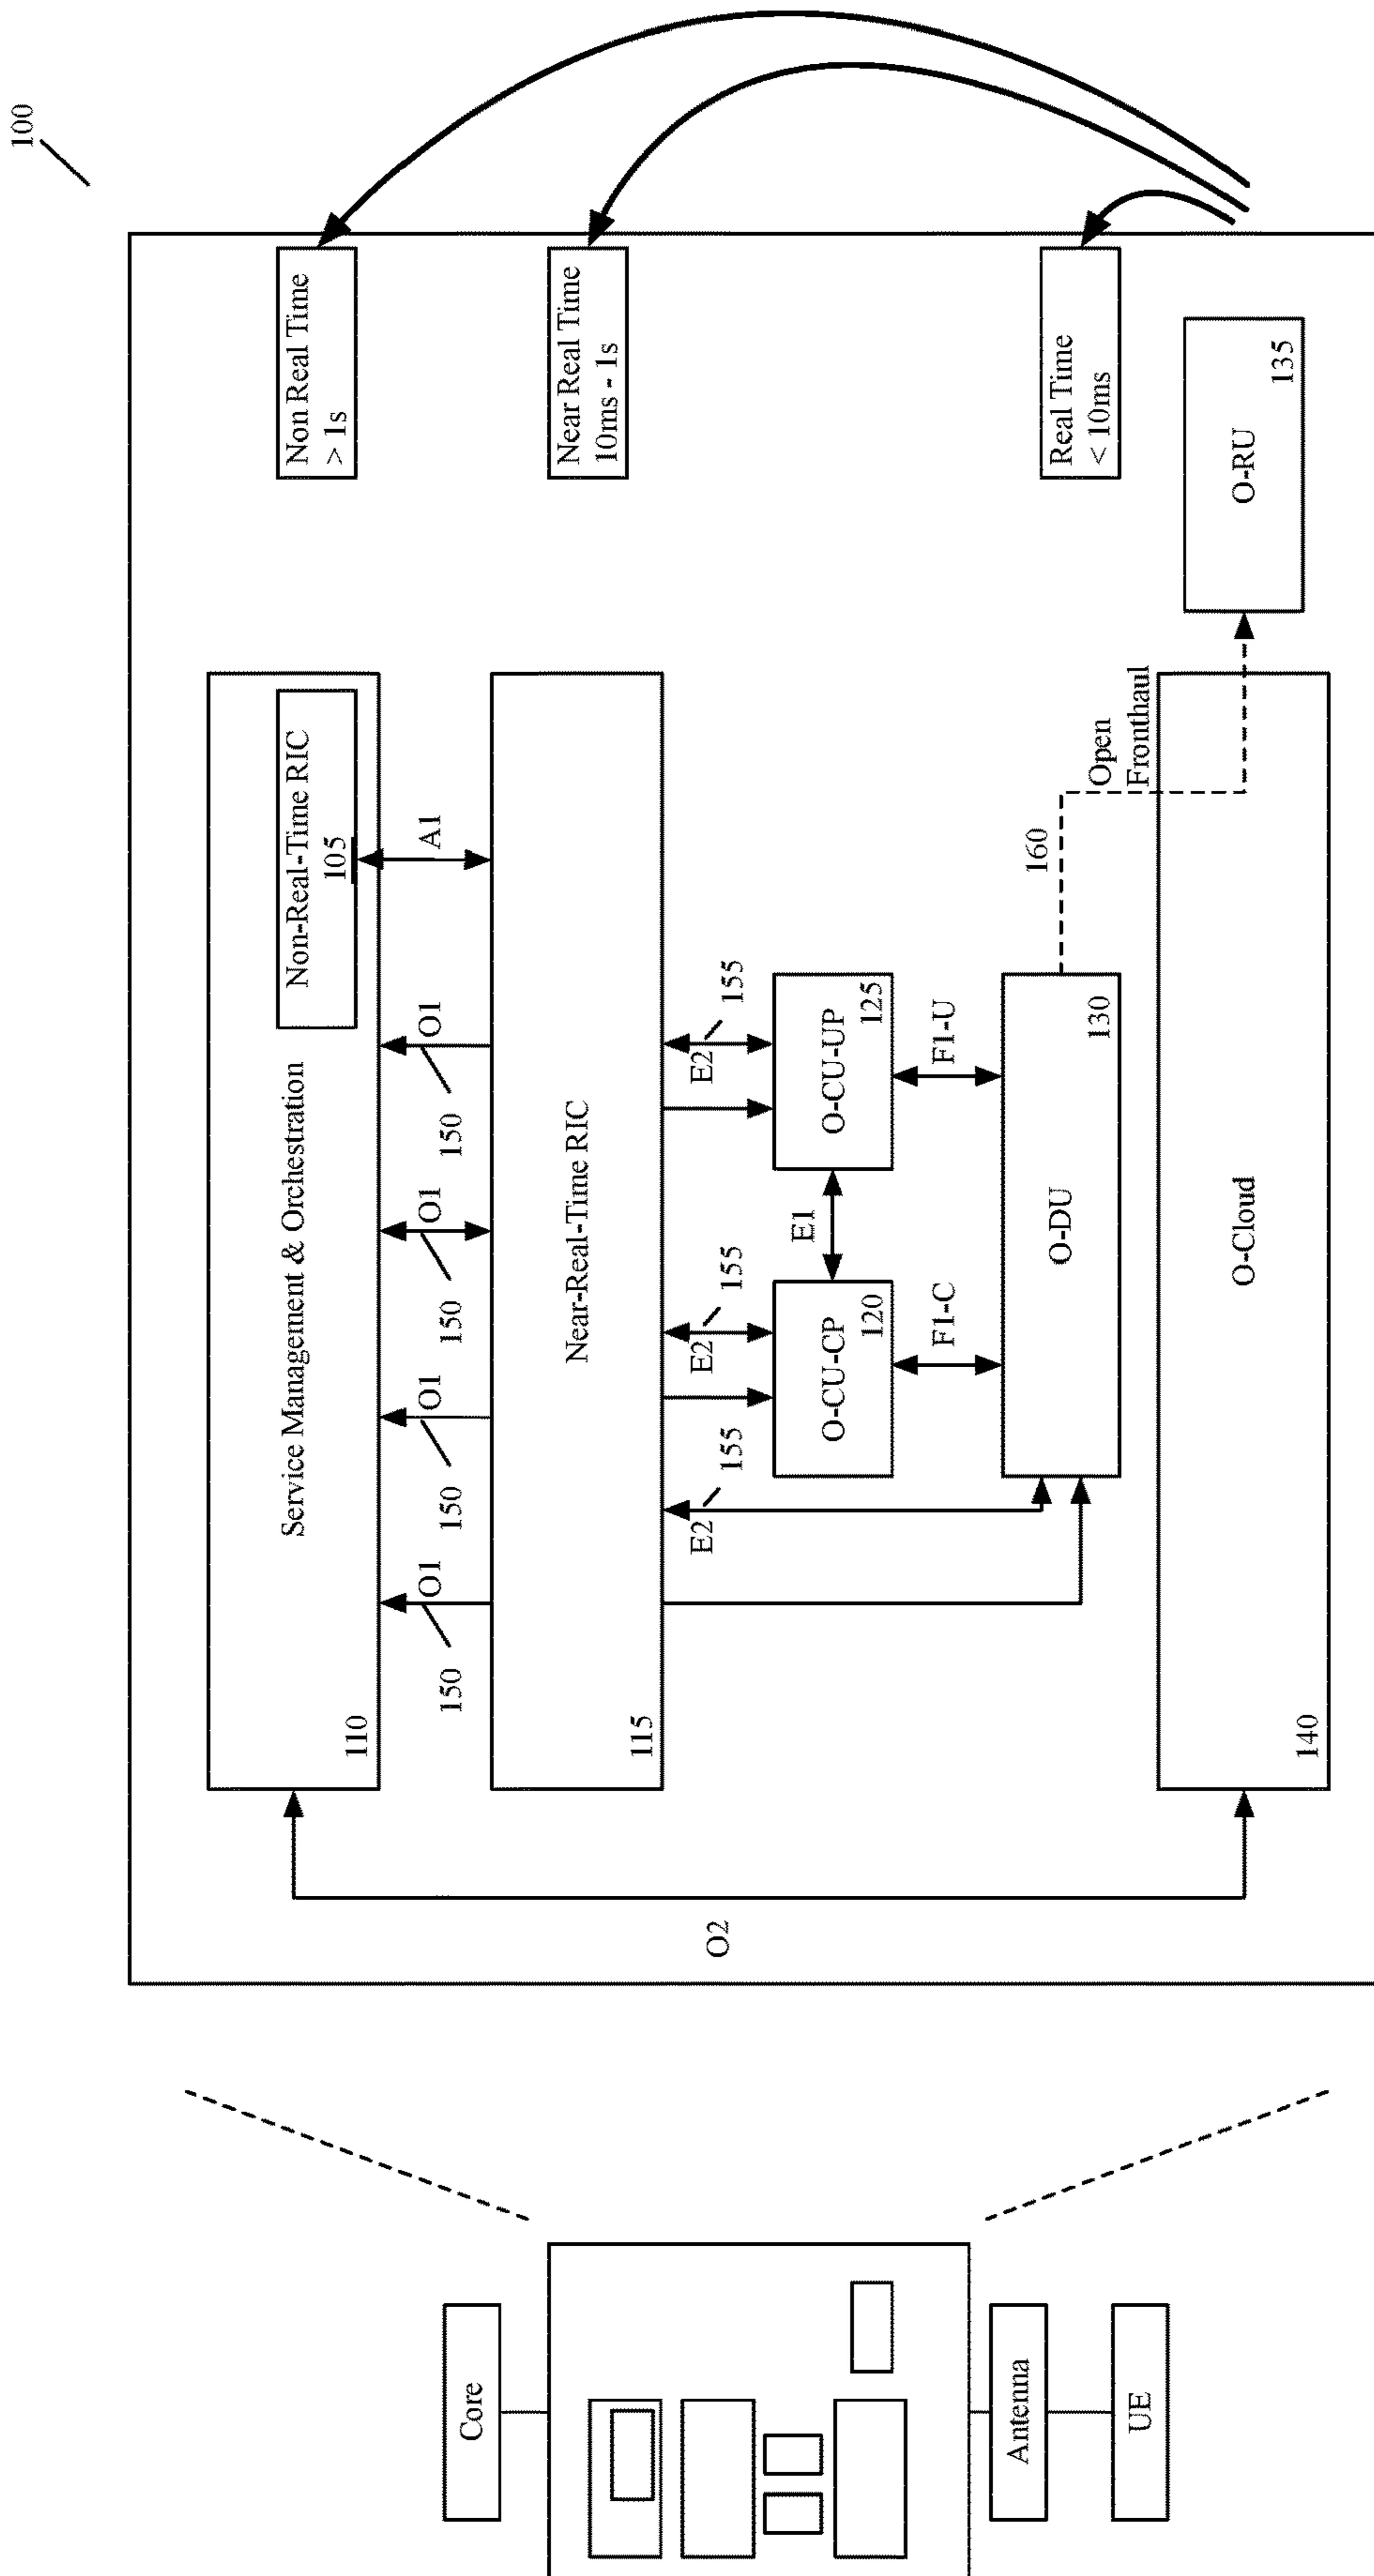 100
Core
Antenna
UE
O2
Service Management & Orchestration
110
Non-Real-Time RIC
105
Non Real Time
> 1s
150
O1
150
O1
150
O1
150
O1
A1
Near-Real-Time RIC
115
Near Real Time
10ms - 1s
E2
155
E2
155
E2
155
O-CU-CP
120
E1
O-CU-UP
125
F1-C
F1-U
O-DU
130
160
Open
Fronthaul
Real Time
< 10ms
O-Cloud
140
O-RU
135